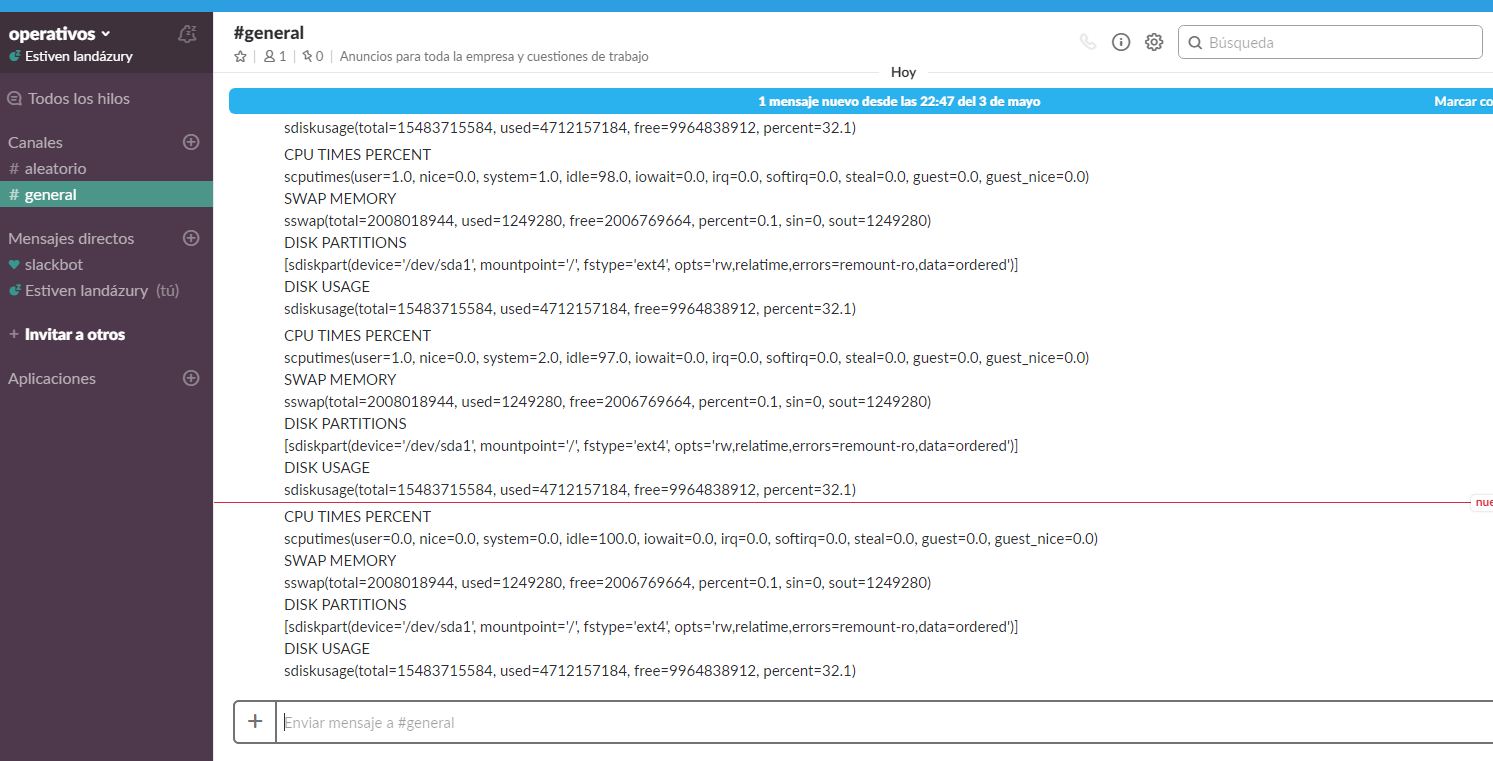 operativos
Estiven landázury
Todos los hilos
Canales
# aleatorio
# general
Mensajes directos
slackbot
Estiven landázury (tú)
+ Invitar a otros
Aplicaciones
#general
1
0
Anuncios para toda la empresa y cuestiones de trabajo
Búsqueda
Hoy
1 mensaje nuevo desde las 22:47 del 3 de mayo
Marcar co
sdiskusage(total=15483715584, used=4712157184, free=9964838912, percent=32.1)
CPU TIMES PERCENT
scputimes(user=1.0, nice=0.0, system=1.0, idle=98.0, iowait=0.0, irq=0.0, softirq=0.0, steal=0.0, guest=0.0, guest_nice=0.0)
SWAP MEMORY
sswap(total=2008018944, used=1249280, free=2006769664, percent=0.1, sin=0, sout=1249280)
DISK PARTITIONS
[sdiskpart(device='/dev/sda1', mountpoint='/', fstype='ext4', opts='rw,relatime,errors=remount-ro,data=ordered')]
DISK USAGE
sdiskusage(total=15483715584, used=4712157184, free=9964838912, percent=32.1)
CPU TIMES PERCENT
scputimes(user=1.0, nice=0.0, system=2.0, idle=97.0, iowait=0.0, irq=0.0, softirq=0.0, steal=0.0, guest=0.0, guest_nice=0.0)
SWAP MEMORY
sswap(total=2008018944, used=1249280, free=2006769664, percent=0.1, sin=0, sout=1249280)
DISK PARTITIONS
[sdiskpart(device='/dev/sda1', mountpoint='/', fstype='ext4', opts='rw,relatime,errors=remount-ro,data=ordered')]
DISK USAGE
sdiskusage(total=15483715584, used=4712157184, free=9964838912, percent=32.1)
nue
CPU TIMES PERCENT
scputimes(user=0.0, nice=0.0, system=0.0, idle=100.0, iowait=0.0, irq=0.0, softirq=0.0, steal=0.0, guest=0.0, guest_nice=0.0)
SWAP MEMORY
sswap(total=2008018944, used=1249280, free=2006769664, percent=0.1, sin=0, sout=1249280)
DISK PARTITIONS
[sdiskpart(device='/dev/sda1', mountpoint='/', fstype='ext4', opts='rw,relatime,errors=remount-ro,data=ordered')]
DISK USAGE
sdiskusage(total=15483715584, used=4712157184, free=9964838912, percent=32.1)
Enviar mensaje a #general